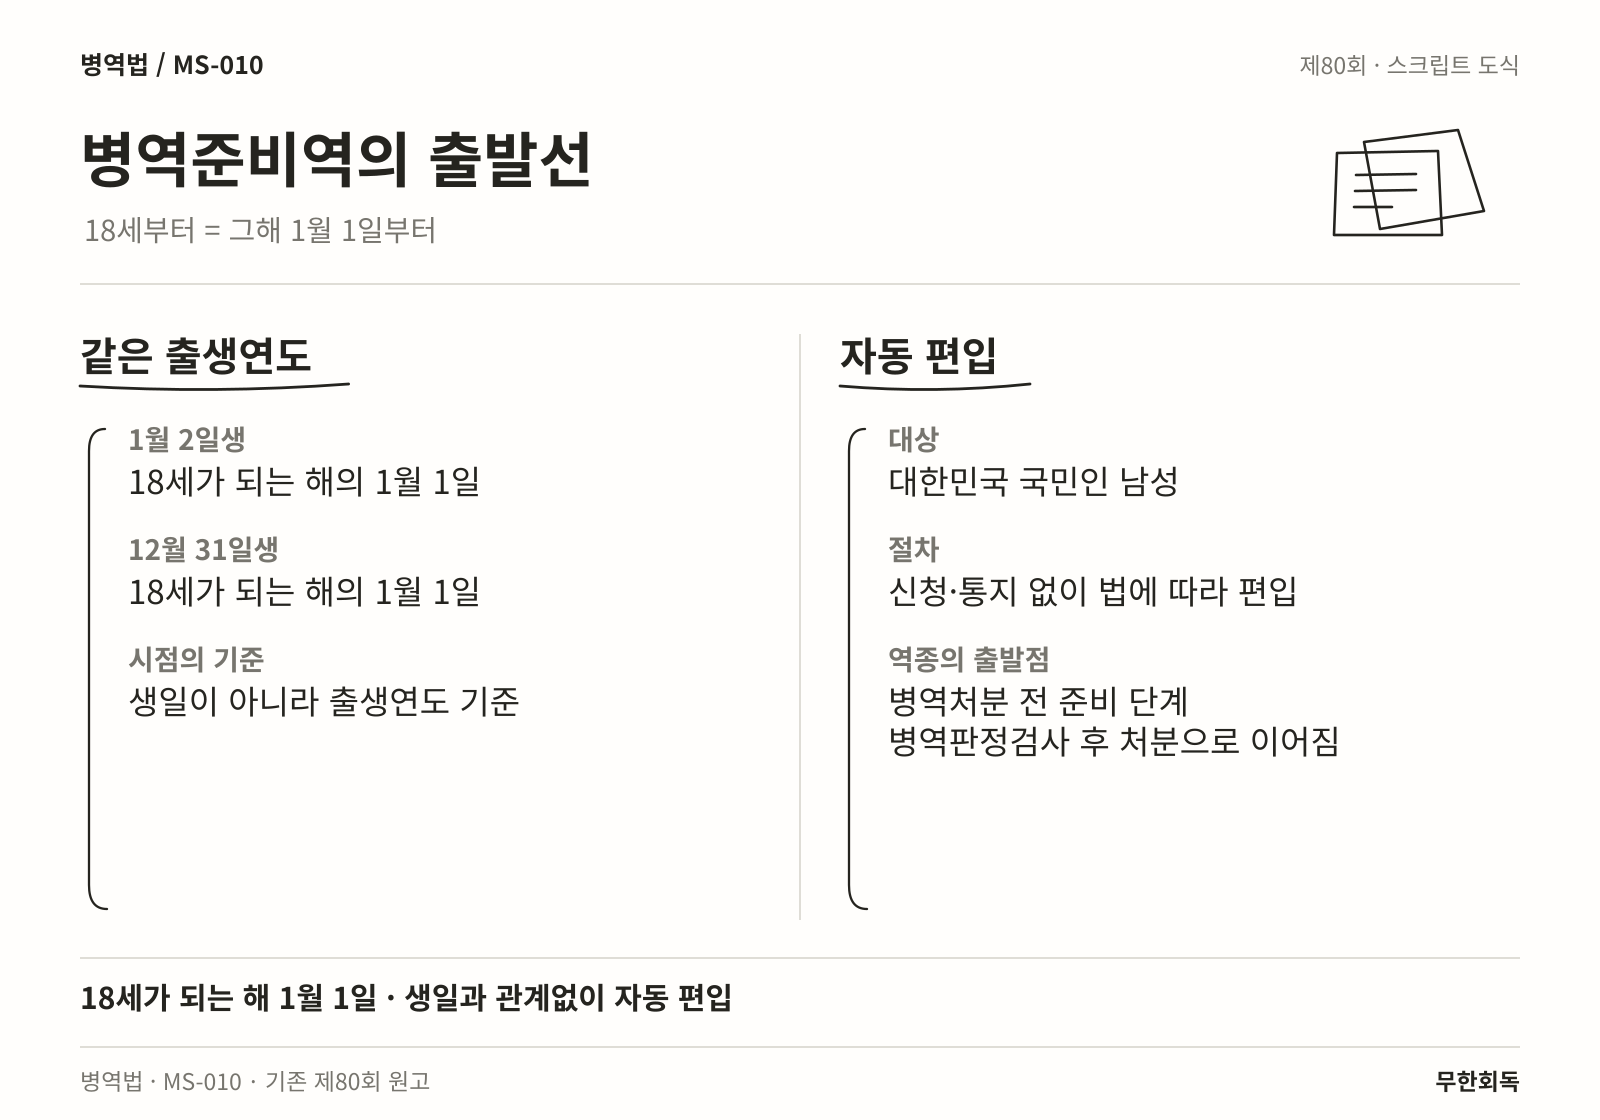 병역법 / MS-010
제80회 · 스크립트 도식
병역준비역의 출발선
18세부터 = 그해 1월 1일부터
같은 출생연도
1월 2일생
18세가 되는 해의 1월 1일
12월 31일생
18세가 되는 해의 1월 1일
시점의 기준
생일이 아니라 출생연도 기준
자동 편입
대상
대한민국 국민인 남성
절차
신청·통지 없이 법에 따라 편입
역종의 출발점
병역처분 전 준비 단계
병역판정검사 후 처분으로 이어짐
18세가 되는 해 1월 1일 · 생일과 관계없이 자동 편입
병역법 · MS-010 · 기존 제80회 원고
무한회독